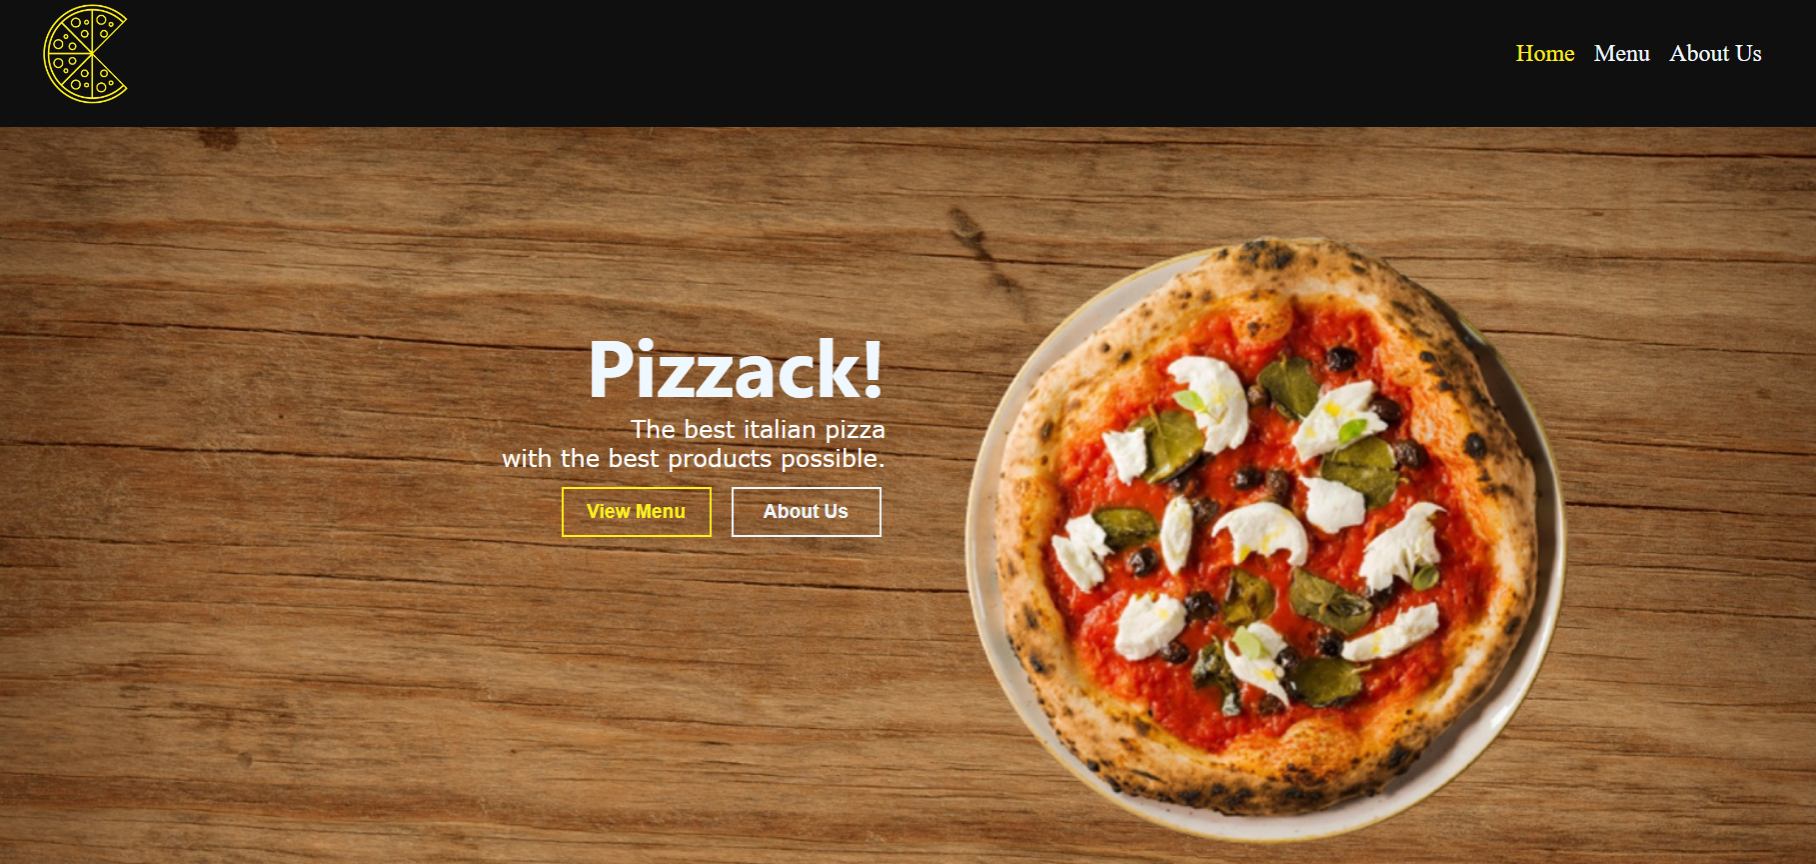 Home Menu About Us
Pizzack!
The best italian pizza
with the best products possible.
View Menu About Us